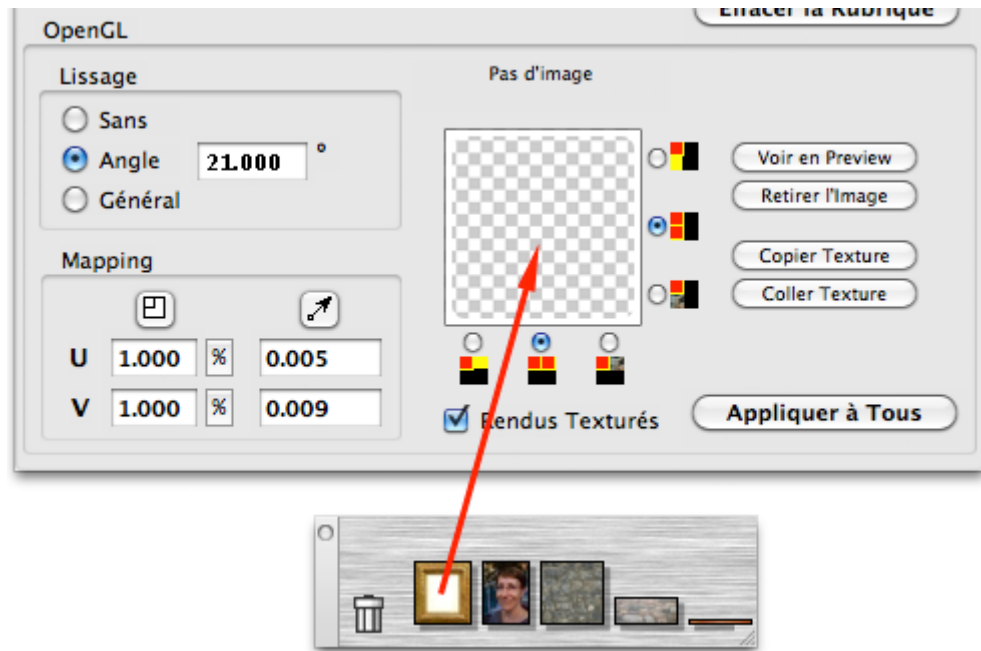 Effacer la Rubrique
OpenGL
Lissage
Pas d'image
Sans
Angle 21.000 °
Général
Voir en Preview
Retirer l'Image
Copier Texture
Coller Texture
Mapping
U 1.000 % 0.005
V 1.000 % 0.009
Rendus Texturés
Appliquer à Tous